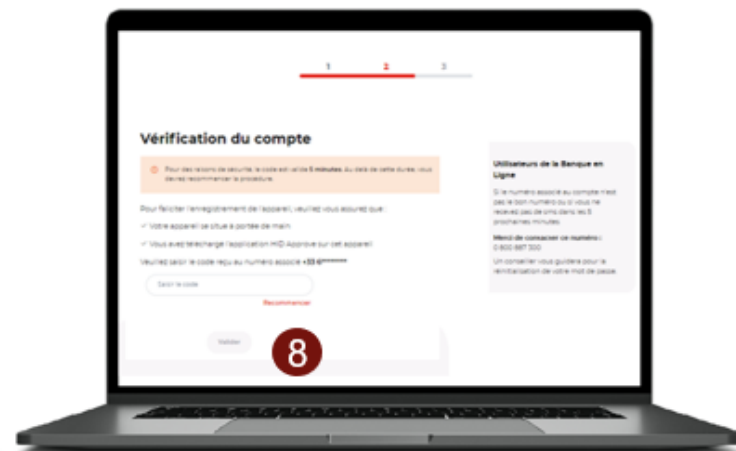 1 2 3
Vérification du compte
Pour des raisons de sécurité, le code est valide 5 minutes. Au delà de cette durée, vous
devrez recommencer la procédure.
Pour faliciter l'enregistrement de l'appareil, veuillez vous assurez que :
✓ Votre appareil se situe à portée de main
✓ Vous avez téléchargé l'application HID Approve sur cet appareil
Veuillez saisir le code reçu au numéro associé +33 6********
Saisir le code
Recommencer
Valider
8
Utilisateurs de la Banque en
Ligne
Si le numéro associé au compte n'est
pas le bon numéro ou si vous ne
recevez pas de sms dans les 5
prochaines minutes
Merci de contacter ce numéro :
0 800 887 300
Un conseiller vous guidera pour la
réinitialisation de votre mot de passe.